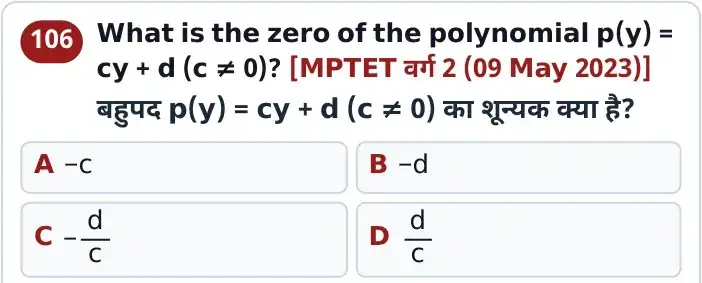 106 What is the zero of the polynomial p(y) =
cy + d (c ≠ 0)? [MPTET वर्ग 2 (09 May 2023)]
बहुपद p(y) = cy + d (c ≠ 0) का शून्यक क्या है?
A –c
B –d
C –d/c
D d/c